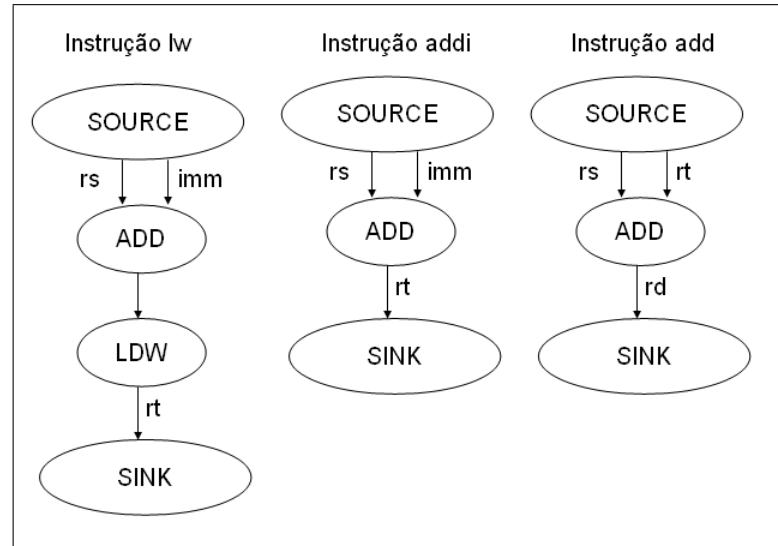 Instrução lw
SOURCE
rs imm
ADD
LDW
rt
SINK
Instrução addi
SOURCE
rs imm
ADD
rt
SINK
Instrução add
SOURCE
rs rt
ADD
rd
SINK